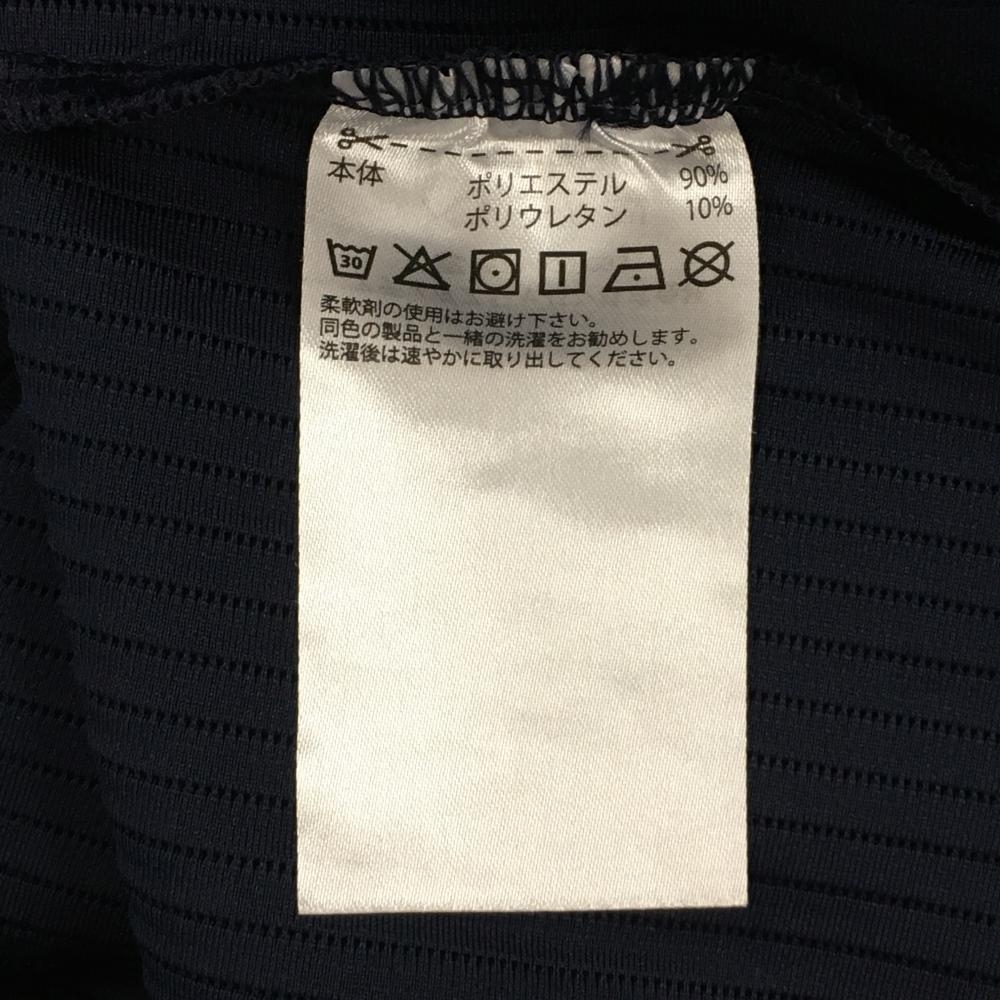 本体 ポリエステル 90%
ポリウレタン 10%
30
柔軟剤の使用はお避け下さい。
同色の製品と一緒の洗濯をお勧めします。
洗濯後は速やかに取り出してください。